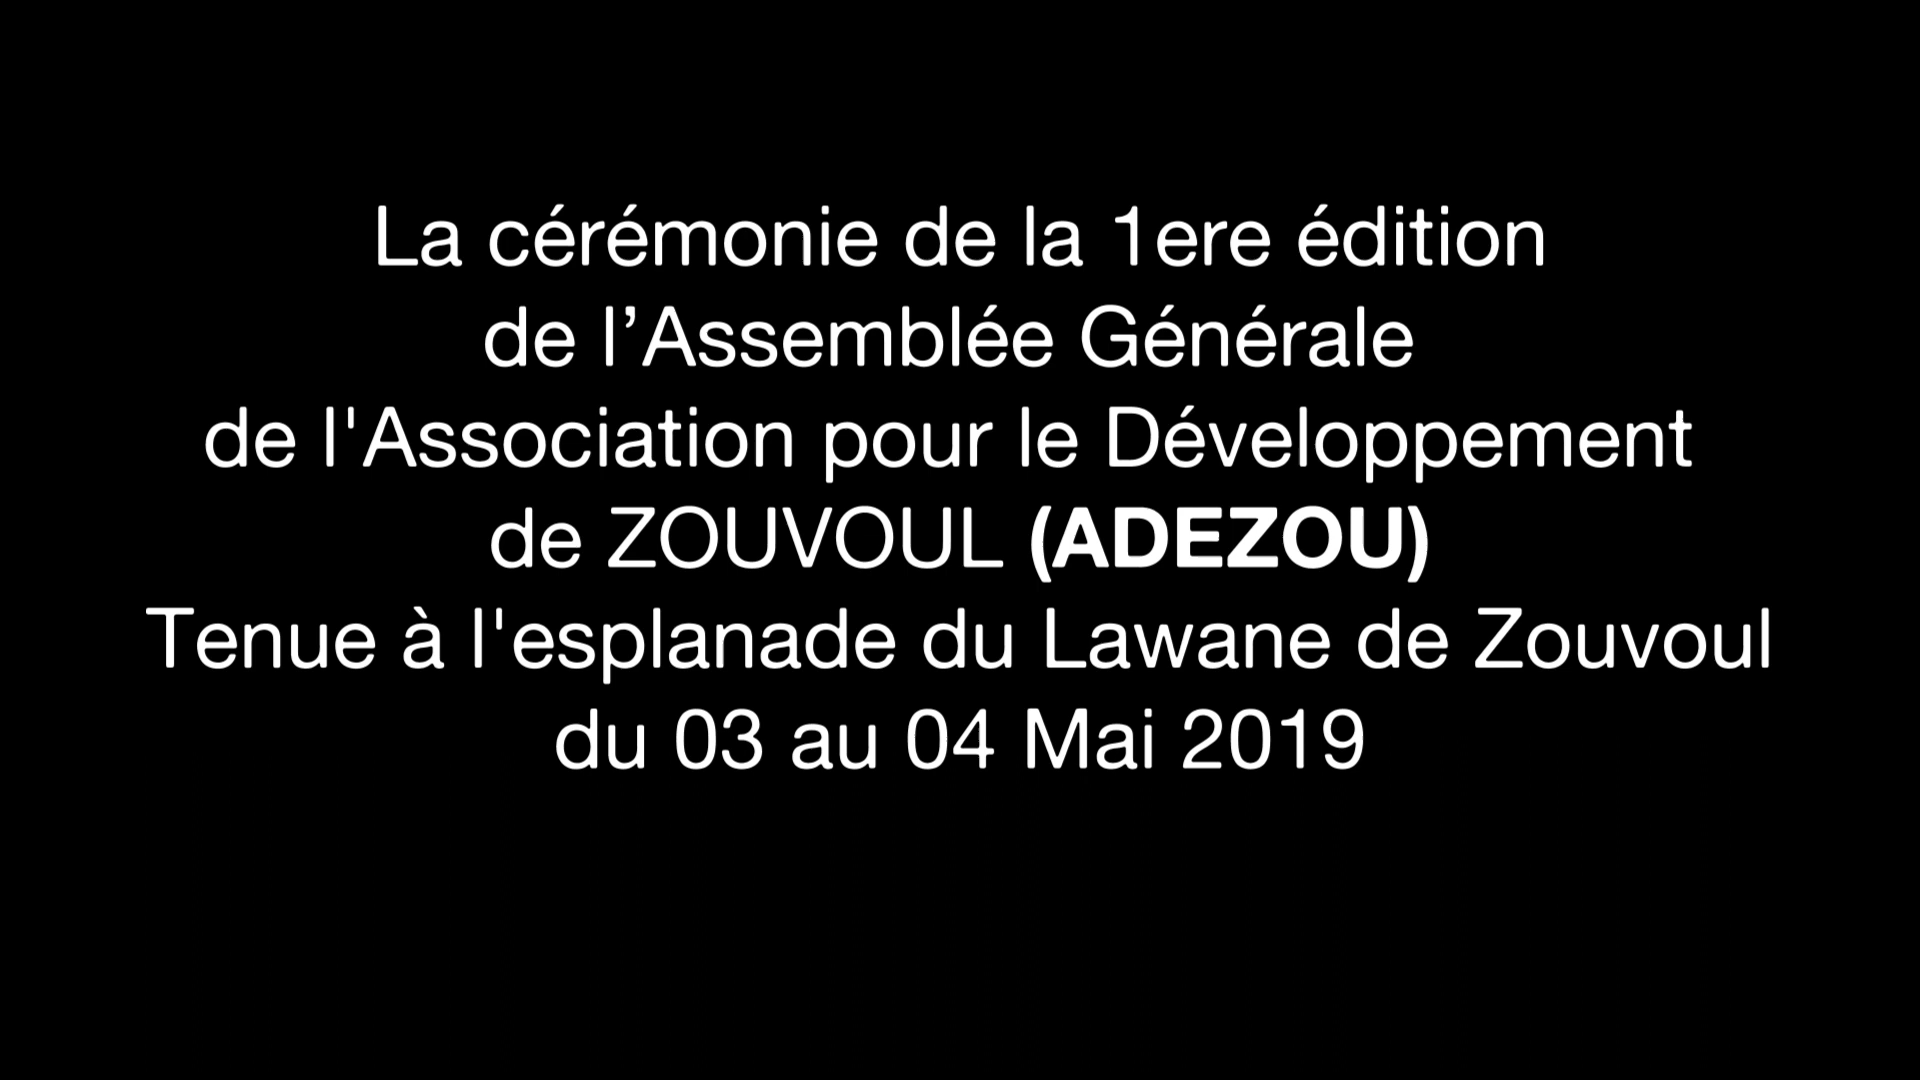 La cérémonie de la 1ere édition
de l’Assemblée Générale
de l'Association pour le Développement
de ZOUVOUL (ADEZOU)
Tenue à l'esplanade du Lawane de Zouvoul
du 03 au 04 Mai 2019